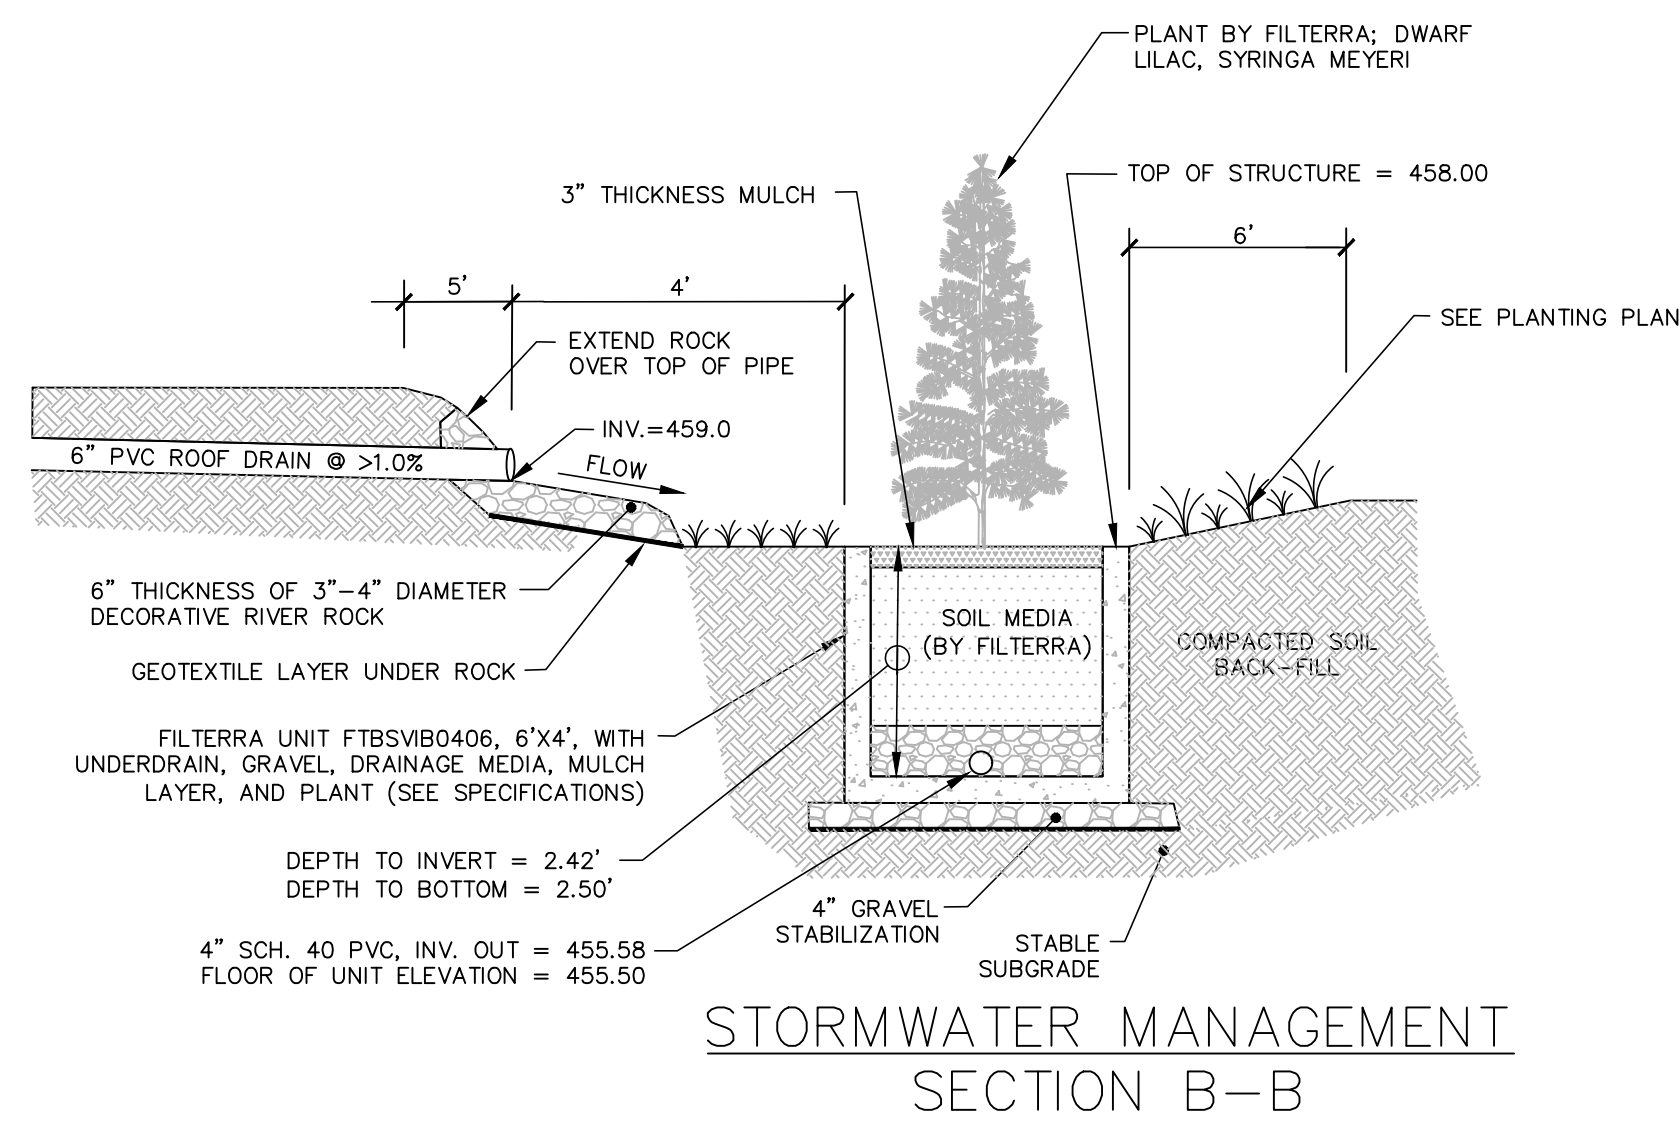 PLANT BY FILTERRA; DWARF
LILAC, SYRINGA MEYERI
3” THICKNESS MULCH
TOP OF STRUCTURE = 458.00
6'
5'
4'
SEE PLANTING PLAN
EXTEND ROCK
OVER TOP OF PIPE
INV.=459.0
6” PVC ROOF DRAIN @ >1.0%
FLOW
6” THICKNESS OF 3”-4” DIAMETER
DECORATIVE RIVER ROCK
SOIL MEDIA
(BY FILTERRA)
COMPACTED SOIL
BACK-FILL
GEOTEXTILE LAYER UNDER ROCK
FILTERRA UNIT FTBSVIB0406, 6'X4', WITH
UNDERDRAIN, GRAVEL, DRAINAGE MEDIA, MULCH
LAYER, AND PLANT (SEE SPECIFICATIONS)
DEPTH TO INVERT = 2.42'
DEPTH TO BOTTOM = 2.50'
4” GRAVEL
STABILIZATION
STABLE
SUBGRADE
4” SCH. 40 PVC, INV. OUT = 455.58
FLOOR OF UNIT ELEVATION = 455.50
STORMWATER MANAGEMENT
SECTION B-B